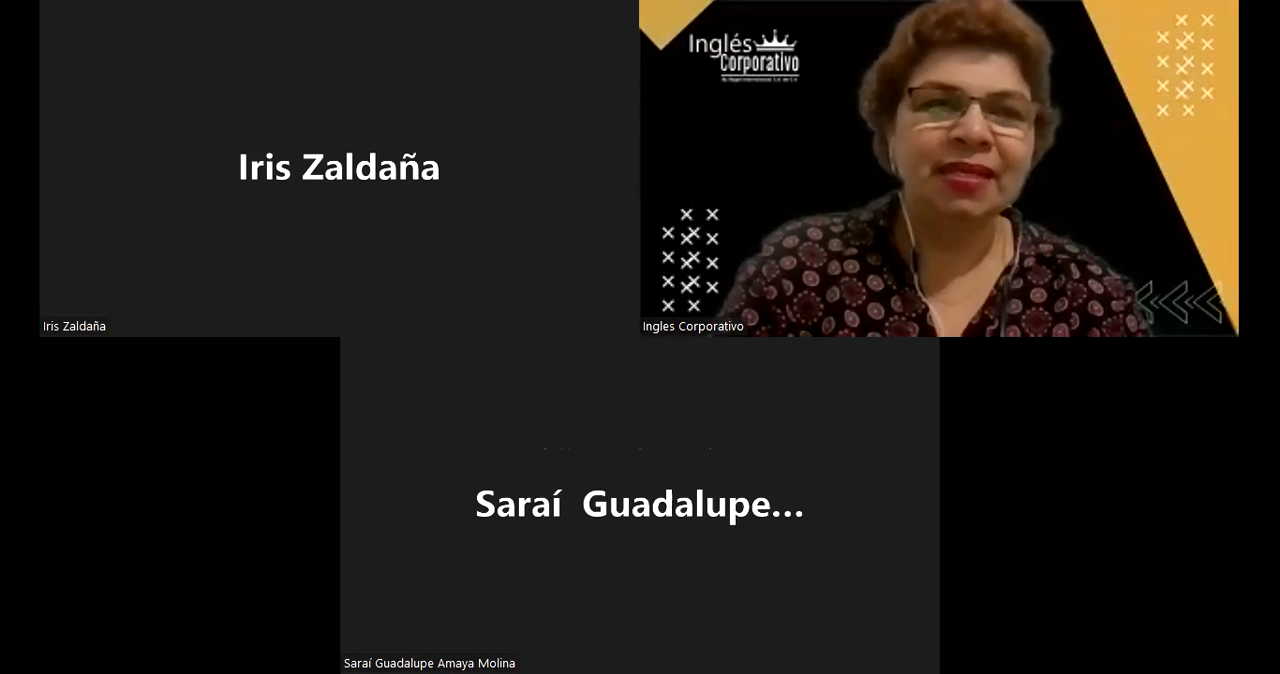 Iris Zaldaña
Iris Zaldaña
Inglés
Corporativo
Ingles Corporativo
Saraí Guadalupe...
Saraí Guadalupe Amaya Molina